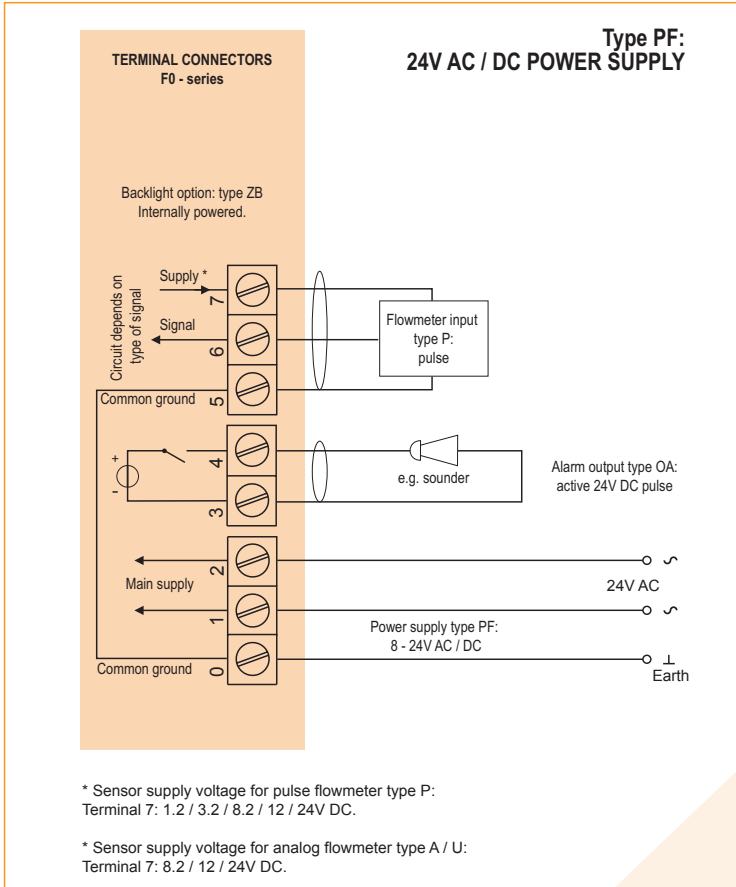 Type PF:
24V AC / DC POWER SUPPLY
TERMINAL CONNECTORS
F0 - series
Backlight option: type ZB
Internally powered.
Circuit depends on
type of signal
Supply *
7
Signal
6
Common ground
5
Flowmeter input
type P:
pulse
+
-
4
3
e.g. sounder
Alarm output type OA:
active 24V DC pulse
2
Main supply
1
24V AC
Power supply type PF:
8 - 24V AC / DC
Common ground
0
Earth
* Sensor supply voltage for pulse flowmeter type P:
Terminal 7: 1.2 / 3.2 / 8.2 / 12 / 24V DC.
* Sensor supply voltage for analog flowmeter type A / U:
Terminal 7: 8.2 / 12 / 24V DC.